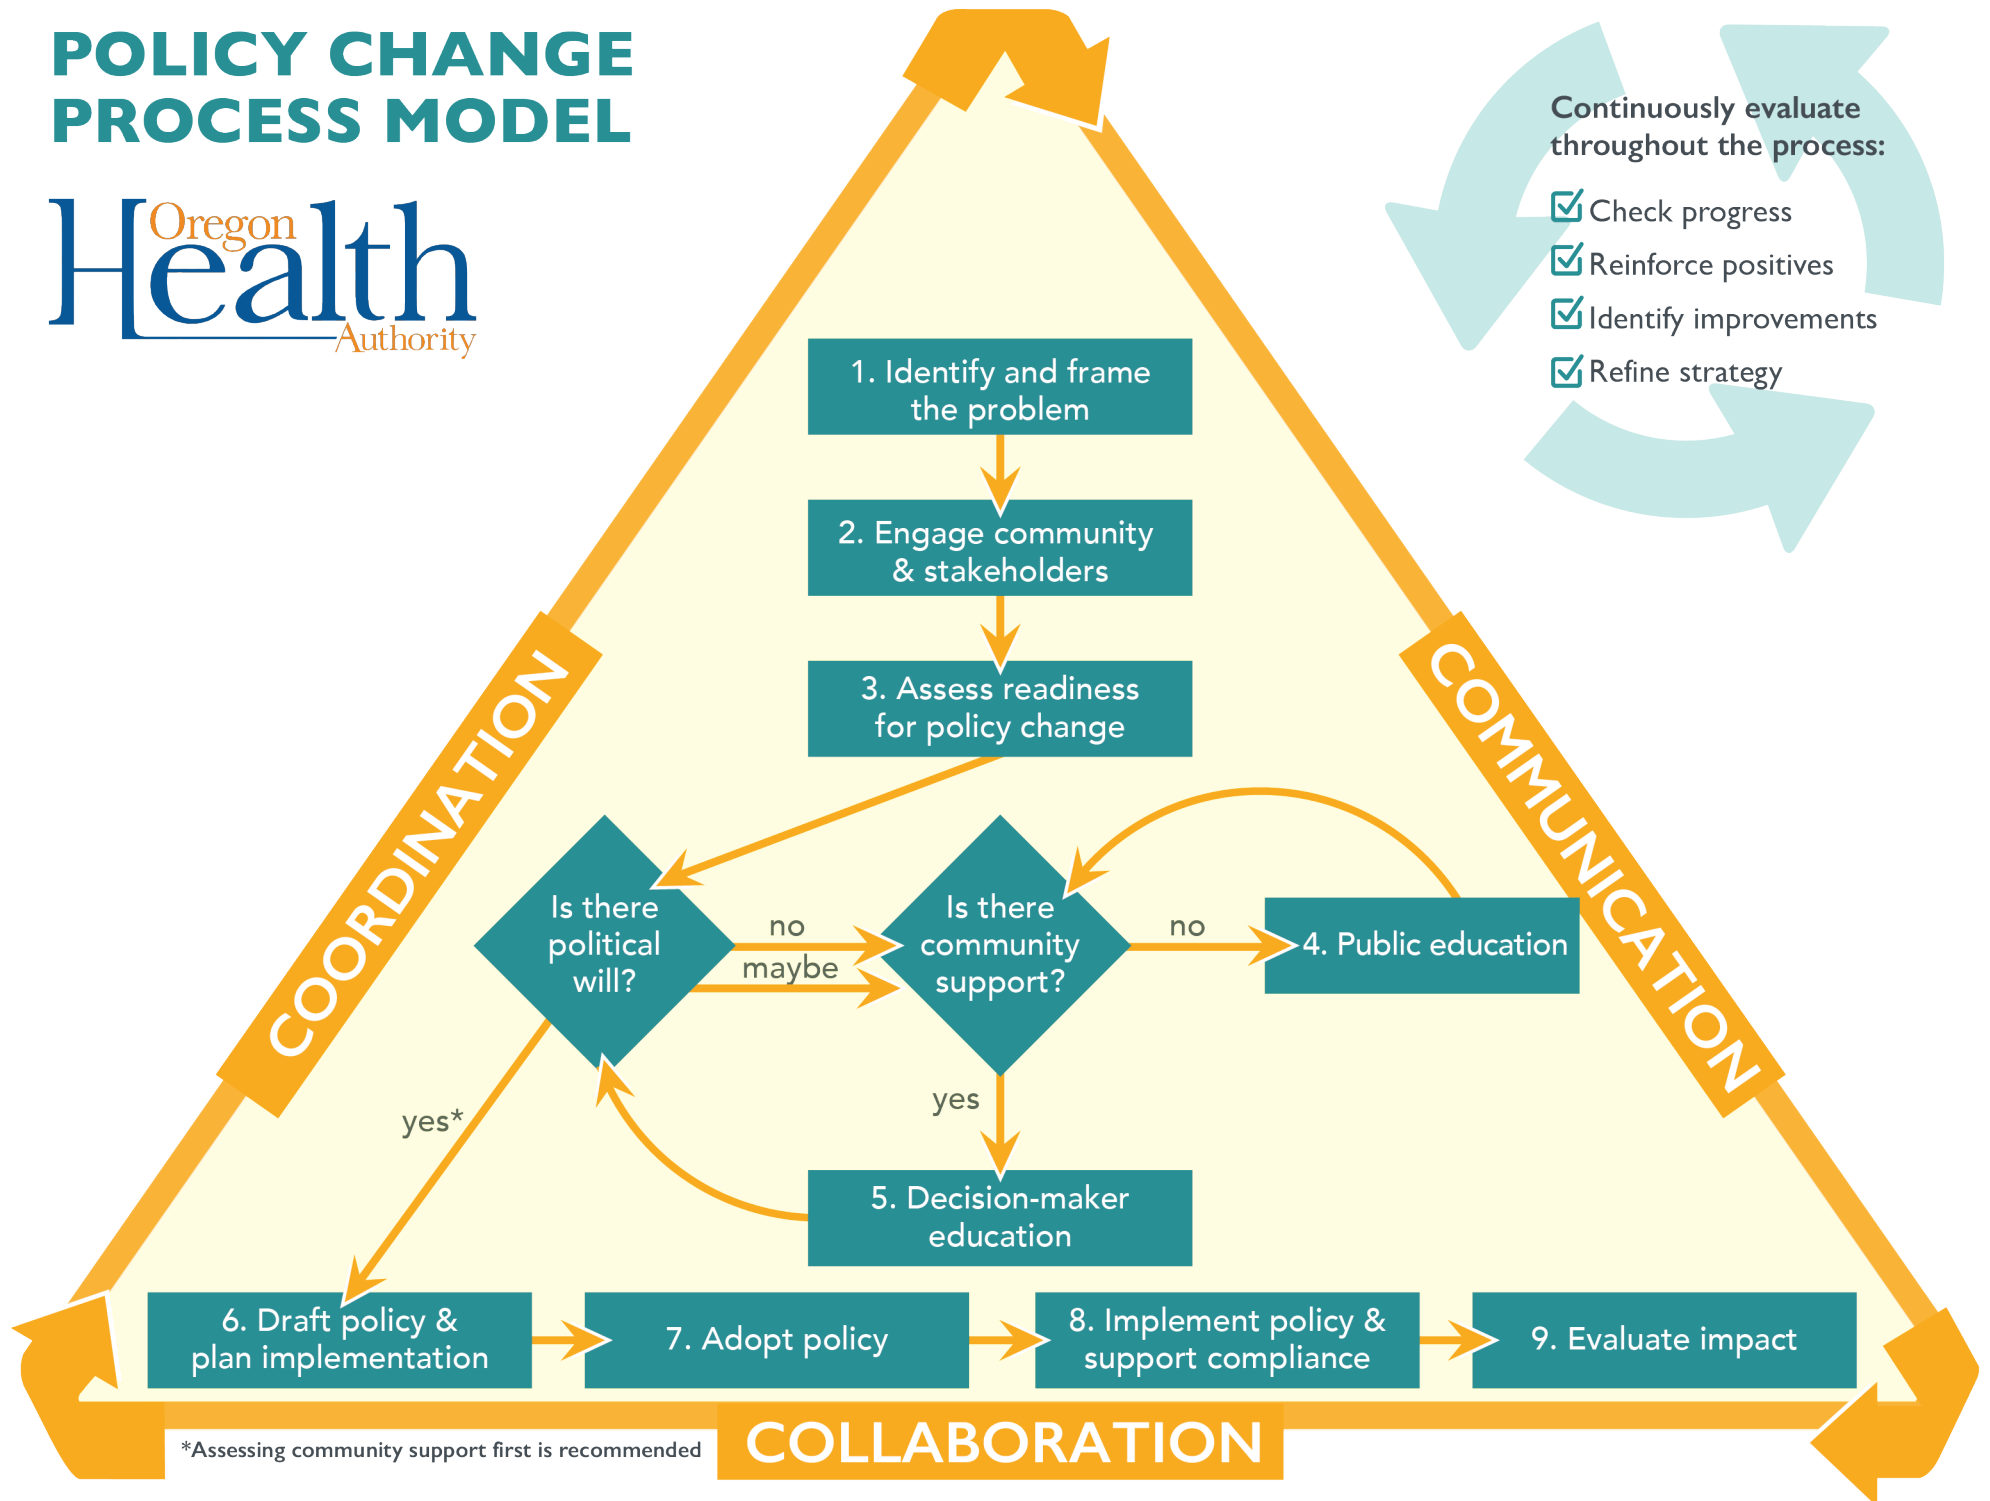 POLICY CHANGE
PROCESS MODEL
Oregon
Health
Authority
Continuously evaluate
throughout the process:
Check progress
Reinforce positives
Identify improvements
Refine strategy
1. Identify and frame
the problem
2. Engage community
& stakeholders
3. Assess readiness
for policy change
COORDINATION
COMMUNICATION
Is there
political
will?
no
maybe
Is there
community
support?
no
4. Public education
yes*
yes
5. Decision-maker
education
6. Draft policy &
plan implementation
7. Adopt policy
8. Implement policy &
support compliance
9. Evaluate impact
*Assessing community support first is recommended
COLLABORATION